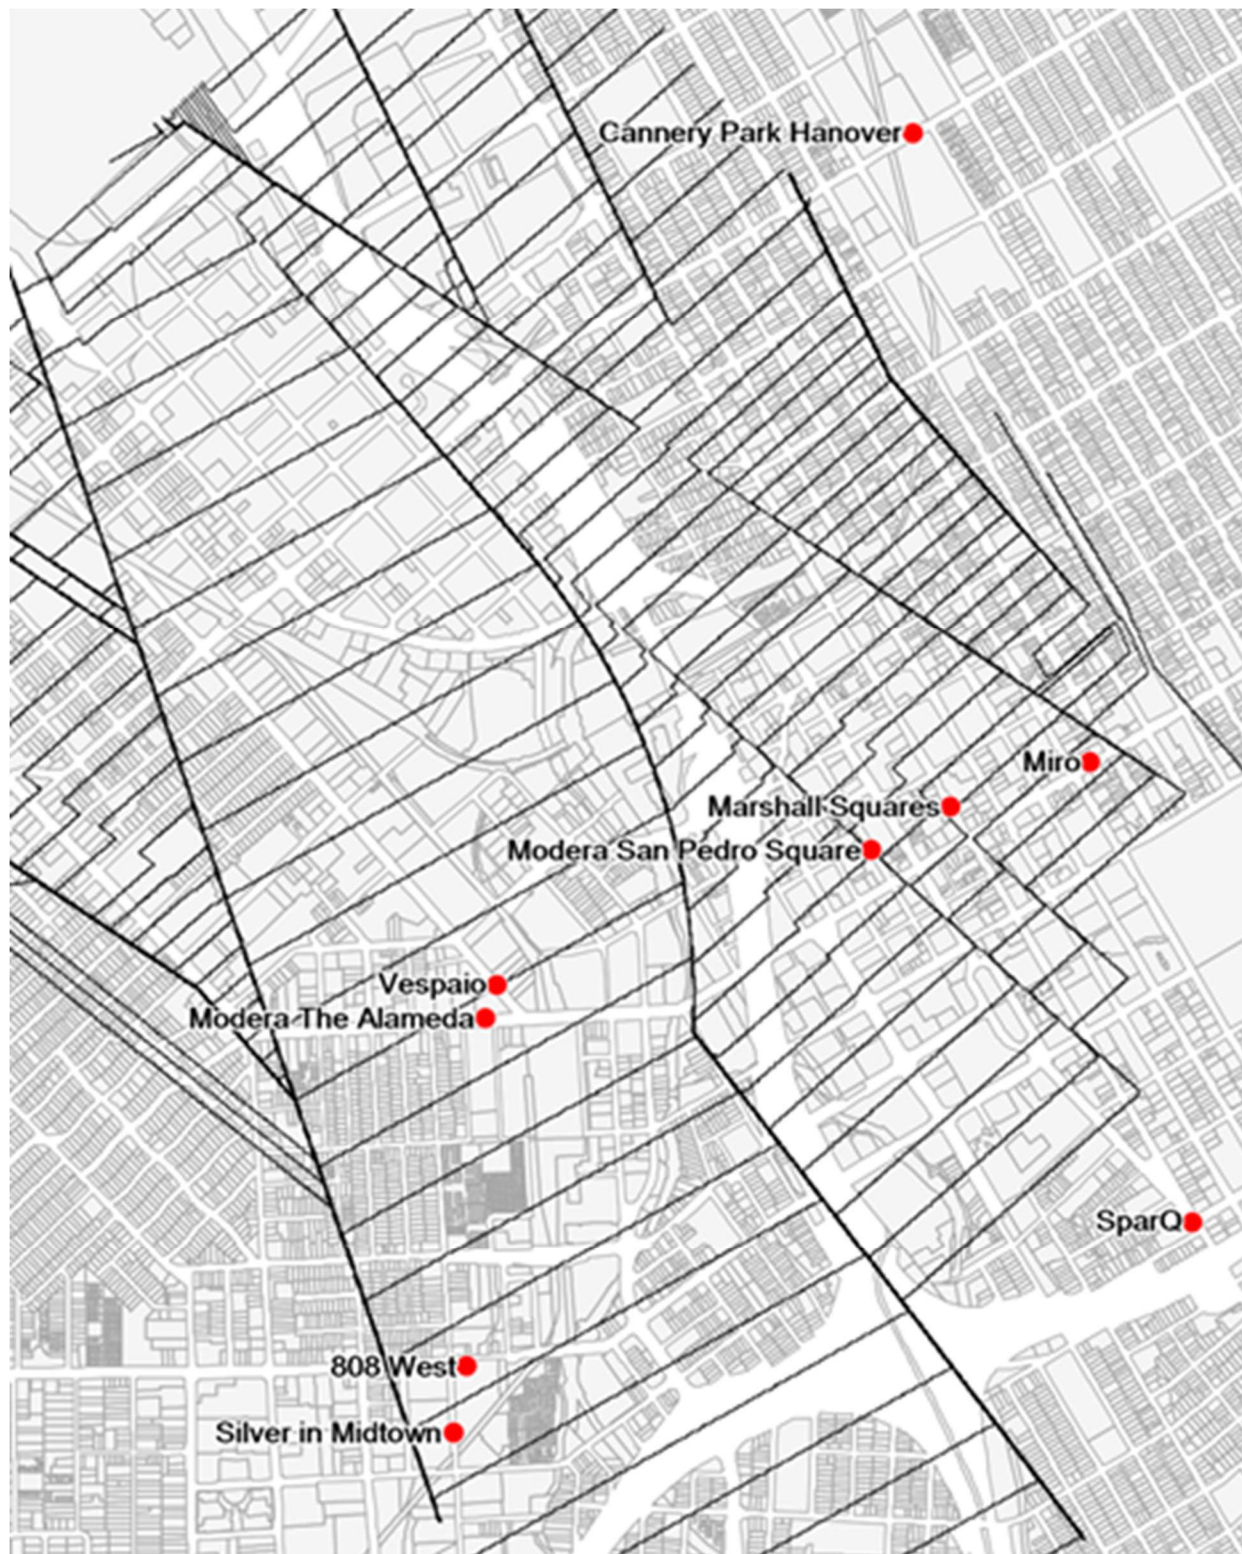 Cannery Park Hanover
Miro
Marshall Squares
Modera San Pedro Square
Vespaio
Modera The Alameda
SparQ
808 West
Silver in Midtown